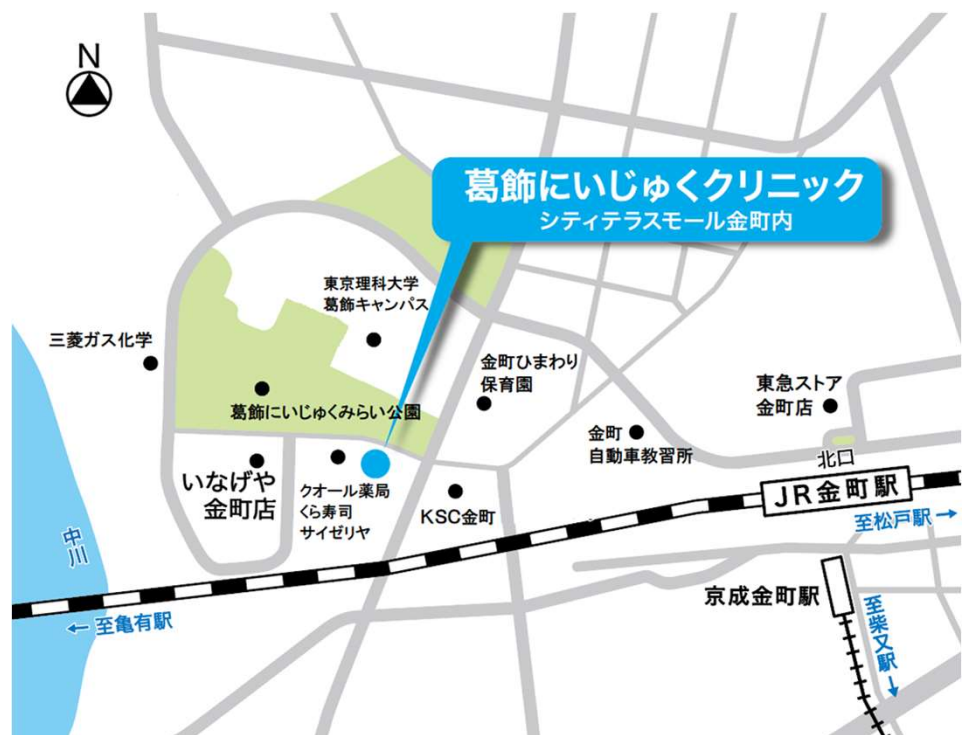 N
葛飾にいじゅくクリニック
シティテラスモール金町内
東京理科大学
葛飾キャンパス
三菱ガス化学
金町ひまわり
保育園
東急ストア
金町店
葛飾にいじゅくみらい公園
金町
自動車教習所
北口
いなげや
金町店
クオール薬局
くら寿司
サイゼリヤ
KSC金町
JR金町駅
至松戸駅→
中川
京成金町駅
←至亀有駅
至柴又駅→